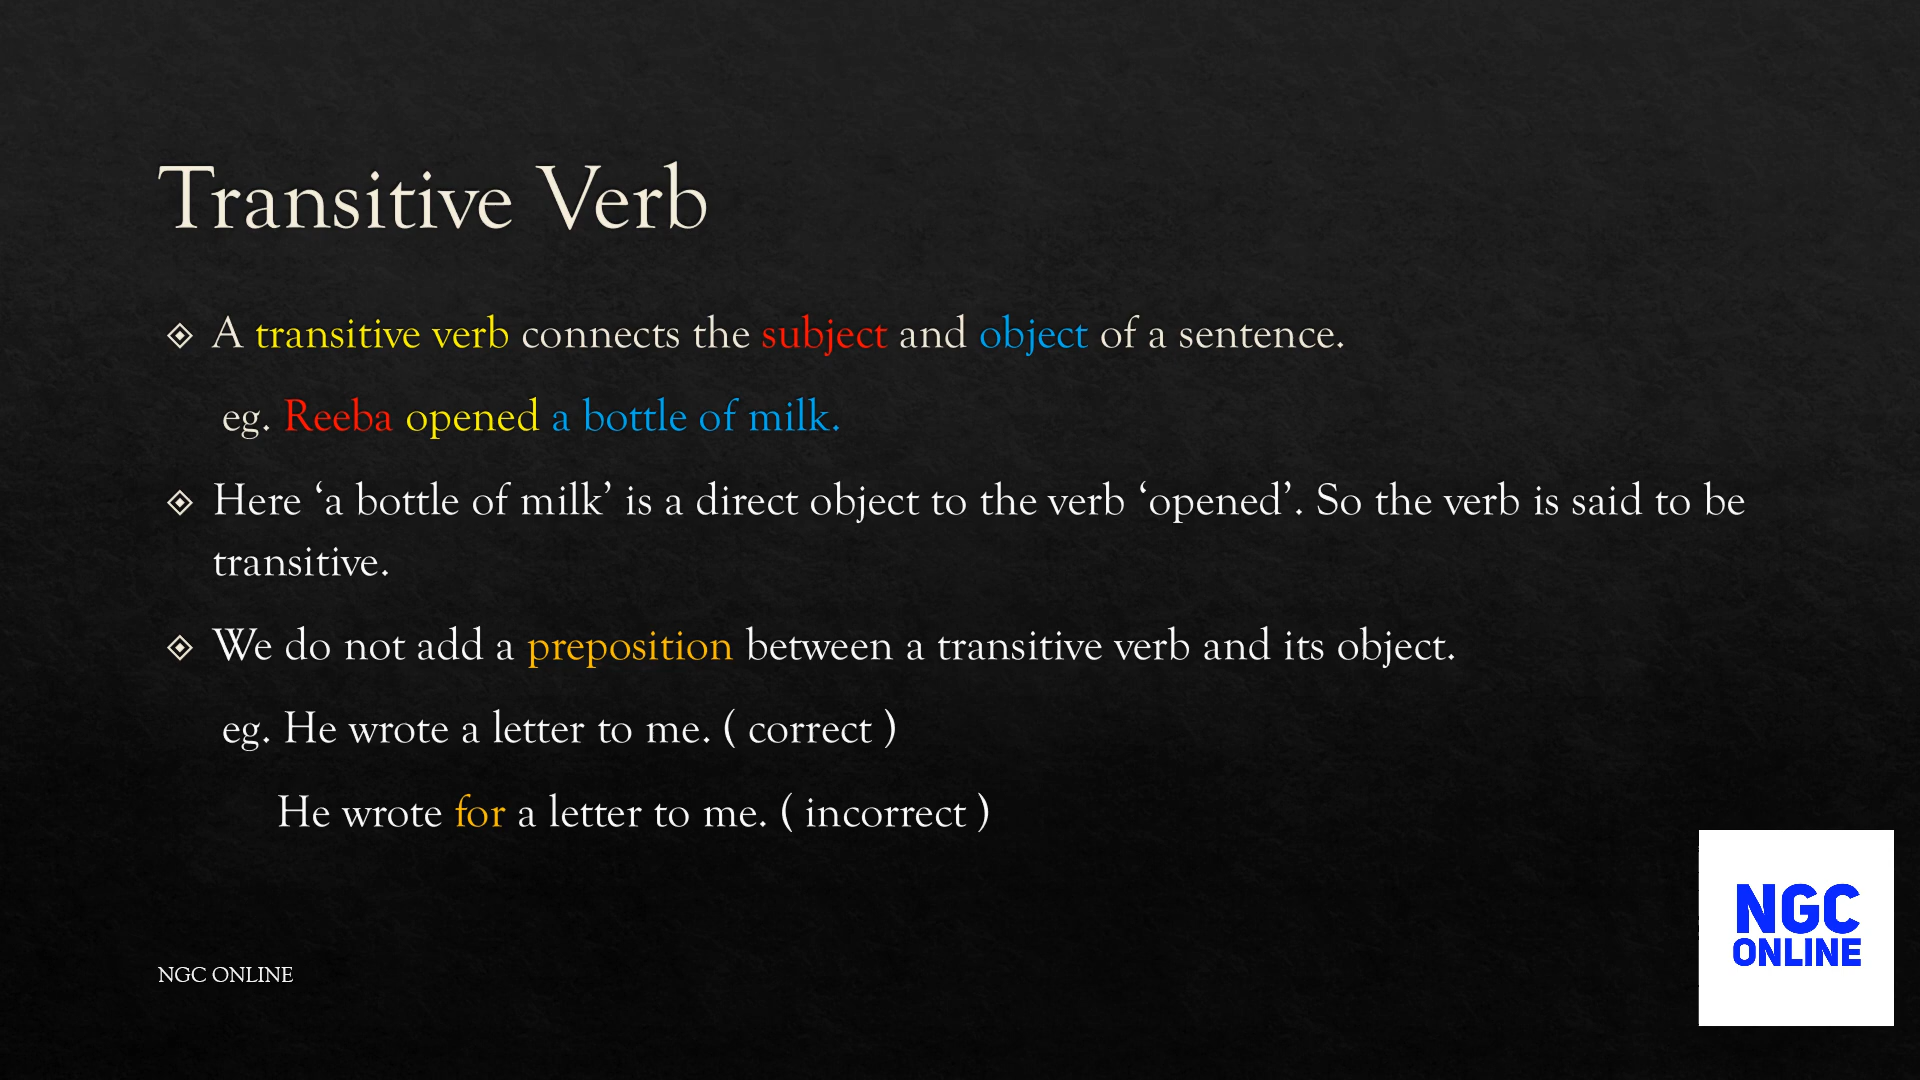 Transitive Verb
A transitive verb connects the subject and object of a sentence.
eg. Reeba opened a bottle of milk.
Here ‘a bottle of milk’ is a direct object to the verb ‘opened’. So the verb is said to be
transitive.
We do not add a preposition between a transitive verb and its object.
eg. He wrote a letter to me. ( correct )
He wrote for a letter to me. ( incorrect )
NGC
ONLINE
NGC ONLINE